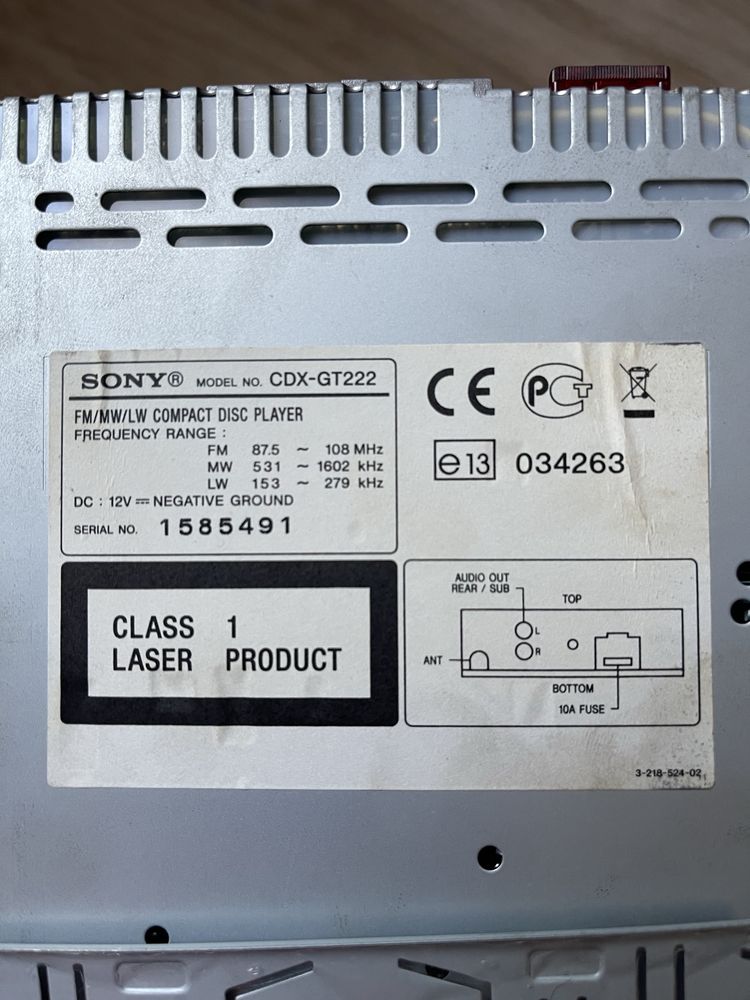 SONY® MODEL NO. CDX-GT222
FM/MW/LW COMPACT DISC PLAYER
FREQUENCY RANGE :
FM 87.5 ~ 108 MHz
MW 531 ~ 1602 kHz
LW 153 ~ 279 kHz
DC : 12V ⎓ NEGATIVE GROUND
SERIAL NO. 1585491
CE PCT
e13 034263
CLASS 1
LASER PRODUCT
AUDIO OUT
REAR / SUB
TOP
L
R
ANT
BOTTOM
10A FUSE
3-218-524-02